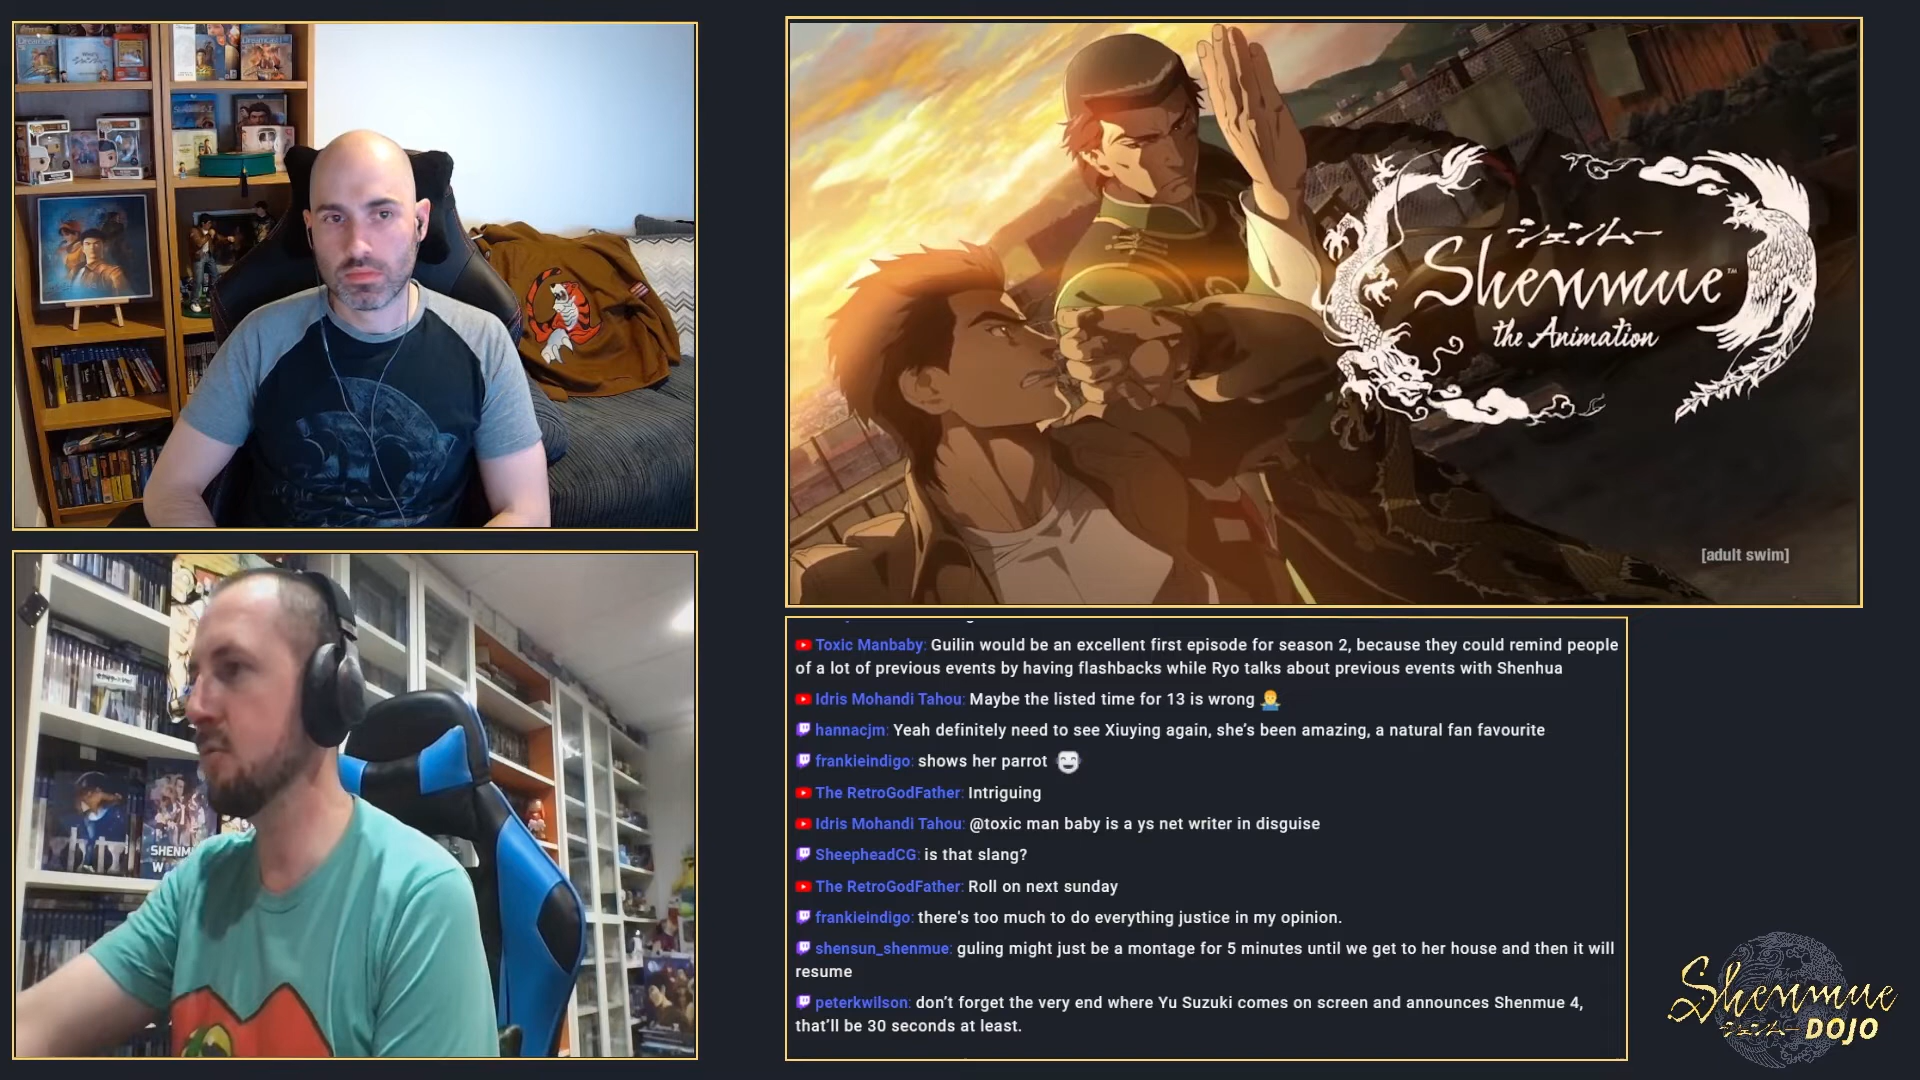 シェンムー
Shenmue™
the Animation
[adult swim]
Toxic Manbaby: Guilin would be an excellent first episode for season 2, because they could remind people
of a lot of previous events by having flashbacks while Ryo talks about previous events with Shenhua
Idris Mohandi Tahou: Maybe the listed time for 13 is wrong 🤷‍♂️
hannacjm: Yeah definitely need to see Xiuying again, she's been amazing, a natural fan favourite
frankieindigo: shows her parrot
The RetroGodFather: Intriguing
Idris Mohandi Tahou: @toxic man baby is a ys net writer in disguise
SheepheadCG: is that slang?
The RetroGodFather: Roll on next sunday
frankieindigo: there's too much to do everything justice in my opinion.
shensun_shenmue: guling might just be a montage for 5 minutes until we get to her house and then it will
resume
peterkwilson: don't forget the very end where Yu Suzuki comes on screen and announces Shenmue 4,
that'll be 30 seconds at least.
Shenmue
シェンムー DOJO